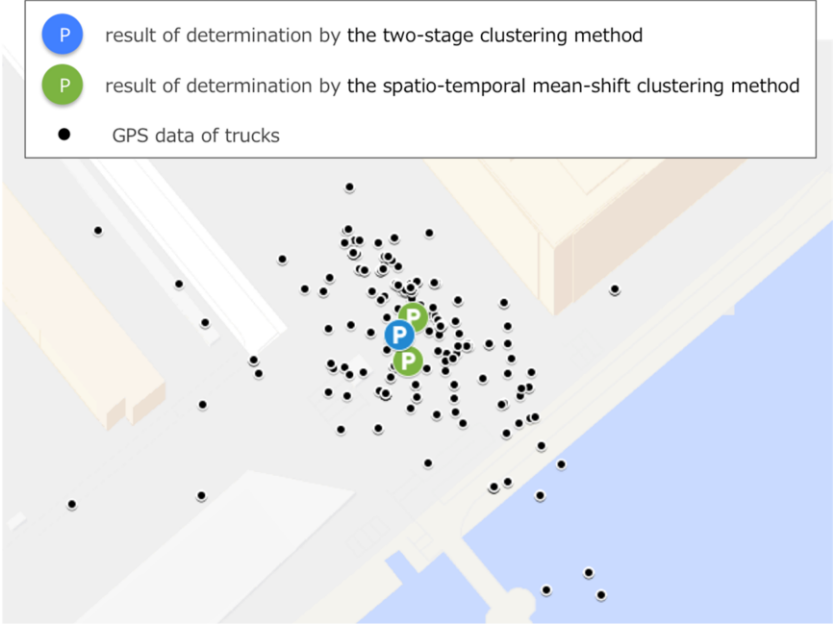 P result of determination by the two-stage clustering method
P result of determination by the spatio-temporal mean-shift clustering method
GPS data of trucks
P
P
P